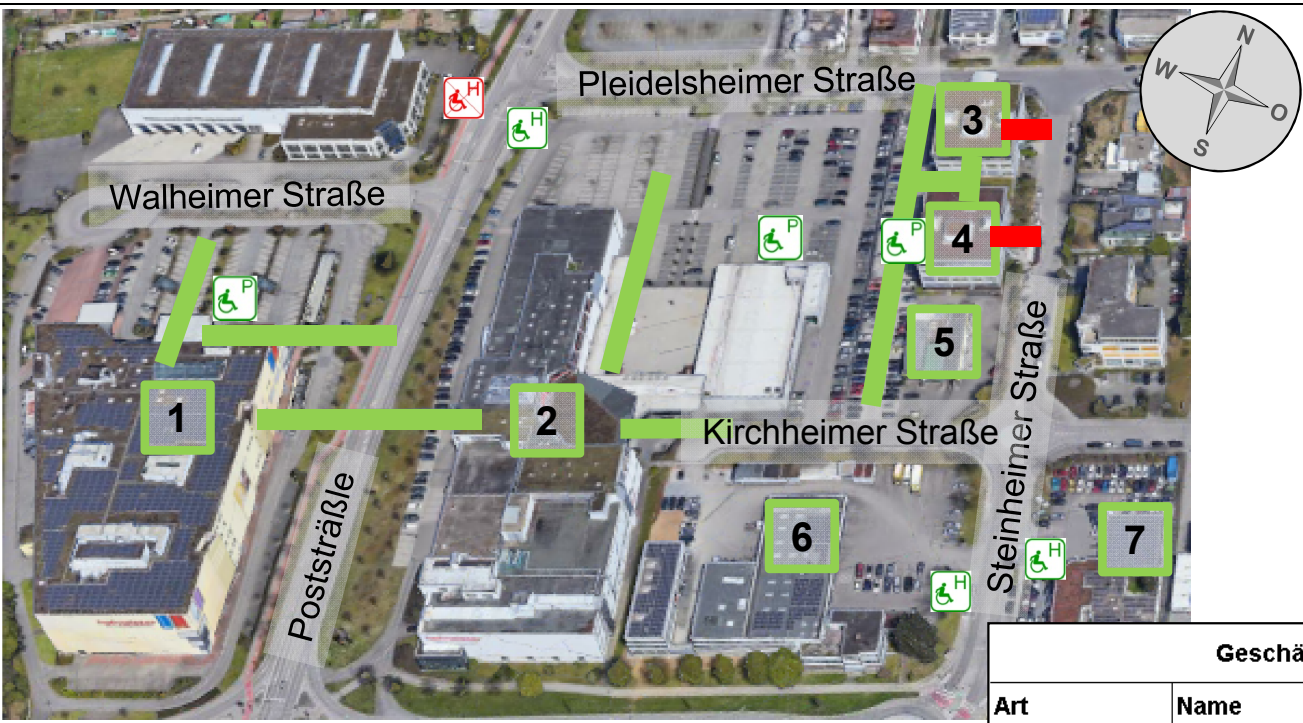 N
W
O
S
Pleidelsheimer Straße
3
H
H
Walheimer Straße
P
P
4
P
5
1
2
Kirchheimer Straße
Steinheimer Straße
Poststräßle
6
7
H
H
Geschä
Art
Name